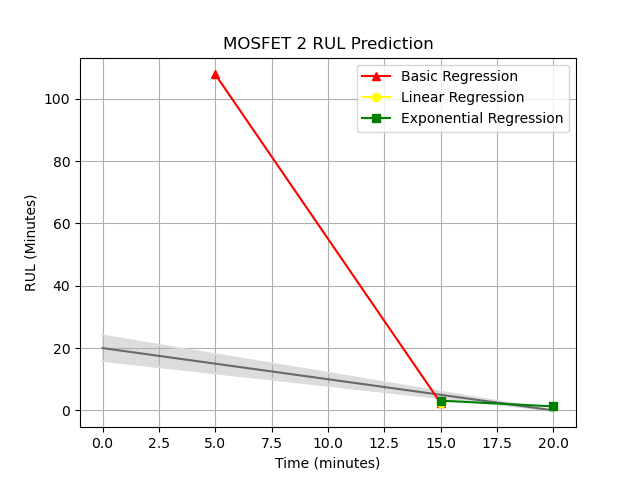 MOSFET 2 RUL Prediction
Basic Regression
Linear Regression
Exponential Regression
RUL (Minutes)
100
80
60
40
20
0
0.0 2.5 5.0 7.5 10.0 12.5 15.0 17.5 20.0
Time (minutes)